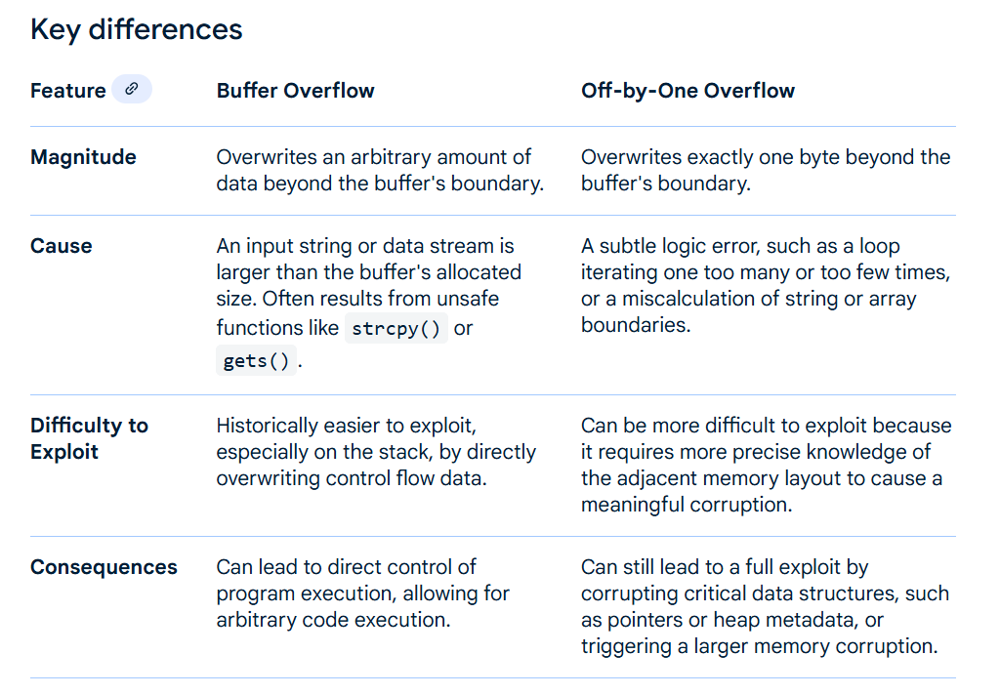 Key differences
Feature
Buffer Overflow
Off-by-One Overflow
Magnitude
Overwrites an arbitrary amount of
data beyond the buffer's boundary.
Overwrites exactly one byte beyond the
buffer's boundary.
Cause
An input string or data stream is
larger than the buffer's allocated
size. Often results from unsafe
functions like strcpy() or
gets() .
A subtle logic error, such as a loop
iterating one too many or too few times,
or a miscalculation of string or array
boundaries.
Difficulty to
Exploit
Historically easier to exploit,
especially on the stack, by directly
overwriting control flow data.
Can be more difficult to exploit because
it requires more precise knowledge of
the adjacent memory layout to cause a
meaningful corruption.
Consequences
Can lead to direct control of
program execution, allowing for
arbitrary code execution.
Can still lead to a full exploit by
corrupting critical data structures, such
as pointers or heap metadata, or
triggering a larger memory corruption.